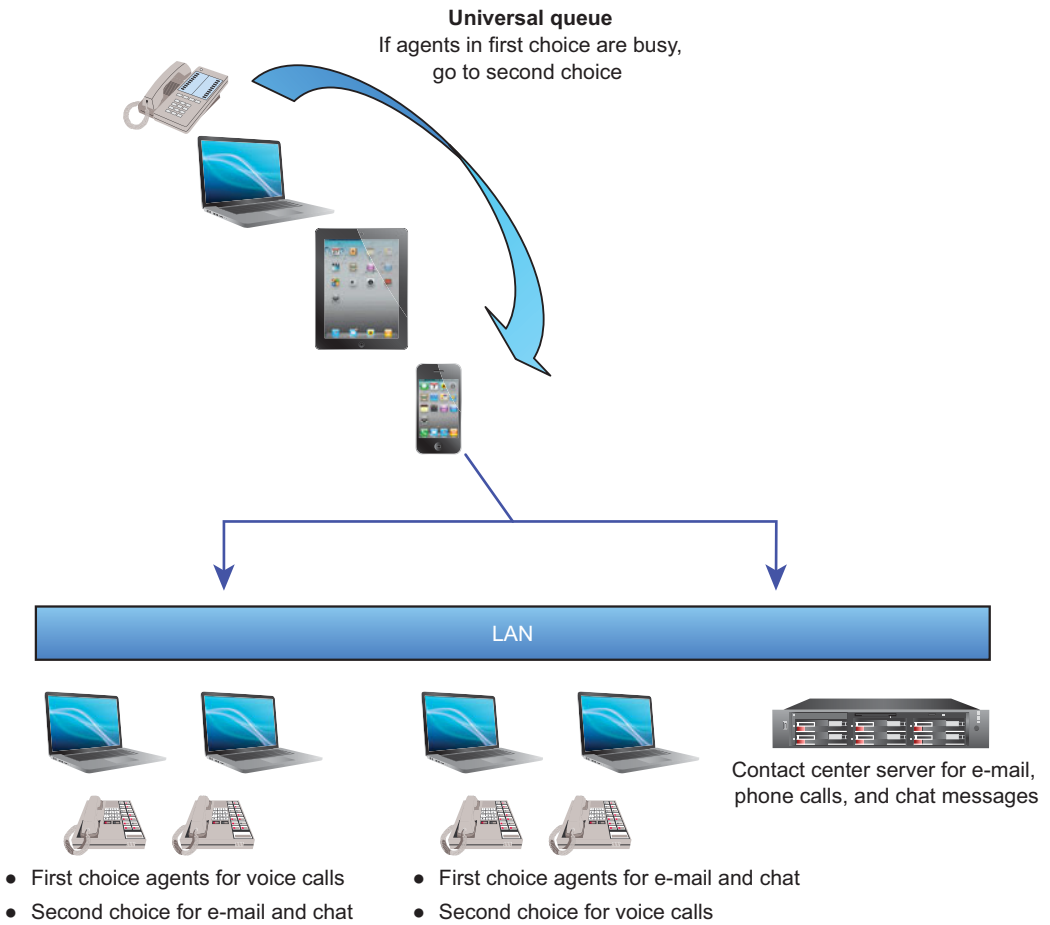 Universal queue
If agents in first choice are busy,
go to second choice
LAN
Contact center server for e-mail,
phone calls, and chat messages
● First choice agents for voice calls
● Second choice for e-mail and chat
● First choice agents for e-mail and chat
● Second choice for voice calls